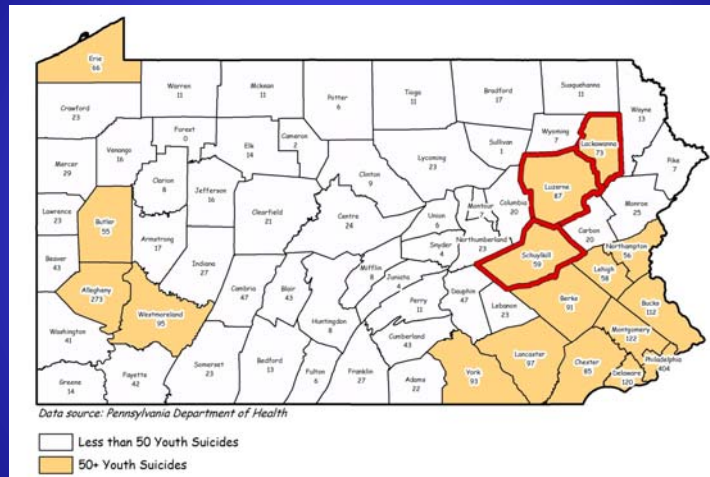 Erie
66
Crawford
23
Warren
11
Mckean
11
Potter
6
Tioga
11
Bradford
17
Susquehanna
11
Wayne
13
Forest
0
Elk
14
Cameron
2
Sullivan
1
Wyoming
7
Lackawanna
73
Pike
7
Mercer
29
Venango
16
Clarion
8
Jefferson
16
Clinton
9
Lycoming
23
Luzerne
87
Columbia
20
Montour
7
Monroe
25
Lawrence
23
Butler
55
Armstrong
17
Clearfield
21
Centre
24
Union
6
Snyder
4
Northumberland
23
Carbon
20
Northampton
56
Schuylkill
59
Lehigh
58
Beaver
43
Allegheny
273
Indiana
27
Cambria
47
Blair
43
Mifflin
8
Juniata
4
Perry
11
Dauphin
47
Lebanon
23
Berks
91
Bucks
112
Montgomery
122
Philadelphia
404
Washington
41
Westmoreland
95
Huntingdon
8
Cumberland
43
Lancaster
97
Chester
85
Delaware
120
Greene
14
Fayette
42
Somerset
23
Bedford
13
Fulton
6
Franklin
27
Adams
22
York
93
Data source: Pennsylvania Department of Health
Less than 50 Youth Suicides
50+ Youth Suicides